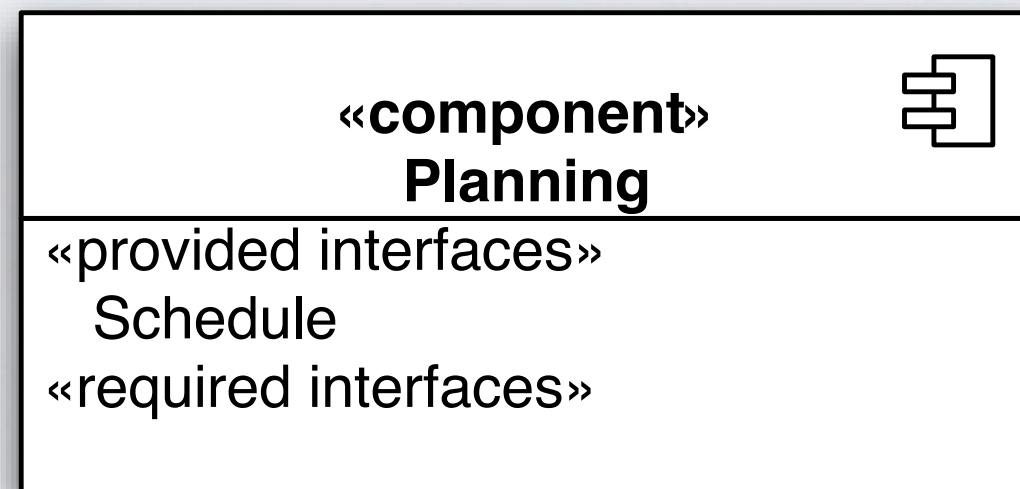 «component»
Planning
«provided interfaces»
Schedule
«required interfaces»